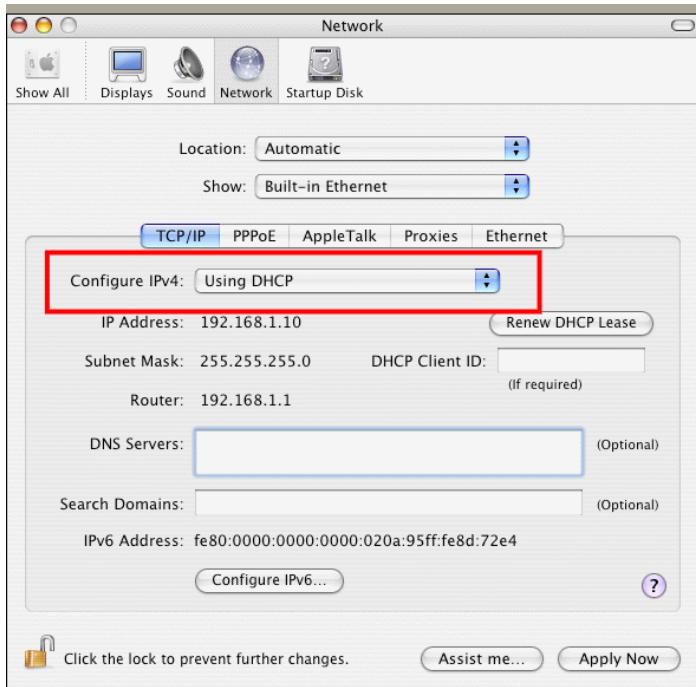 Network
Show All Displays Sound Network Startup Disk
Location: Automatic
Show: Built-in Ethernet
TCP/IP PPPoE AppleTalk Proxies Ethernet
Configure IPv4: Using DHCP
IP Address: 192.168.1.10 Renew DHCP Lease
Subnet Mask: 255.255.255.0 DHCP Client ID:
(If required)
Router: 192.168.1.1
DNS Servers: (Optional)
Search Domains: (Optional)
IPv6 Address: fe80:0000:0000:0000:020a:95ff:fe8d:72e4
Configure IPv6... ?
Click the lock to prevent further changes. Assist me... Apply Now